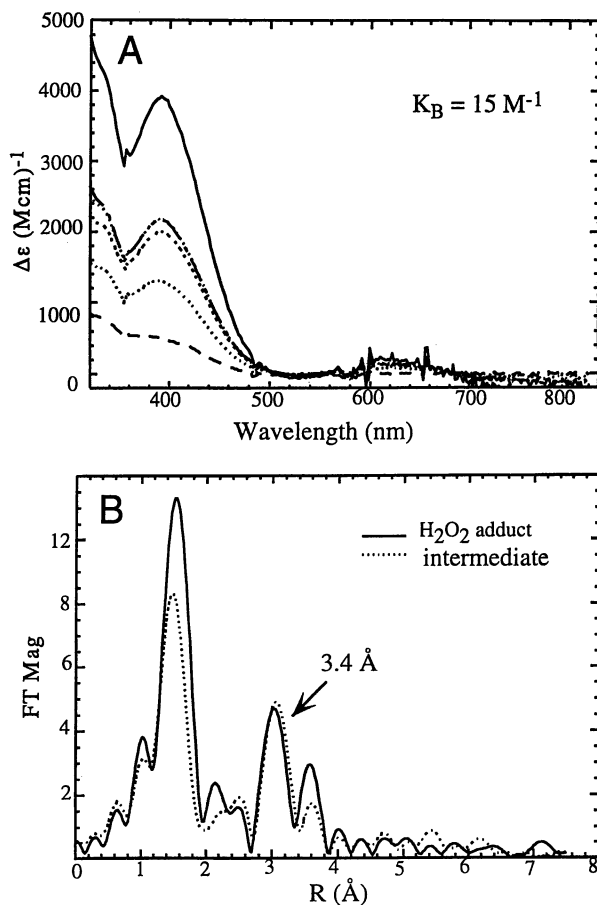 A
K_B = 15 M⁻¹
Δε (Mcm)⁻¹
5000
4000
3000
2000
1000
0
400
500
600
700
800
Wavelength (nm)
B
H₂O₂ adduct
intermediate
3.4 Å
FT Mag
12
10
8
6
4
2
0
1
2
3
4
5
6
7
8
R (Å)